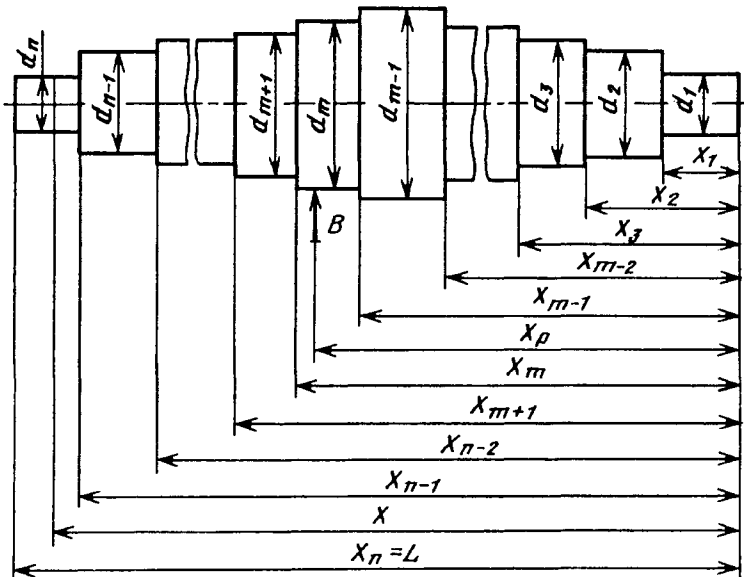 dₙ
dₙ₋₁
dₘ₊₁
dₘ
dₘ₋₁
d₃
d₂
d₁
X₁
X₂
B
X₃
Xₘ₋₂
Xₘ₋₁
Xₚ
Xₘ
Xₘ₊₁
Xₙ₋₂
Xₙ₋₁
X
Xₙ = L